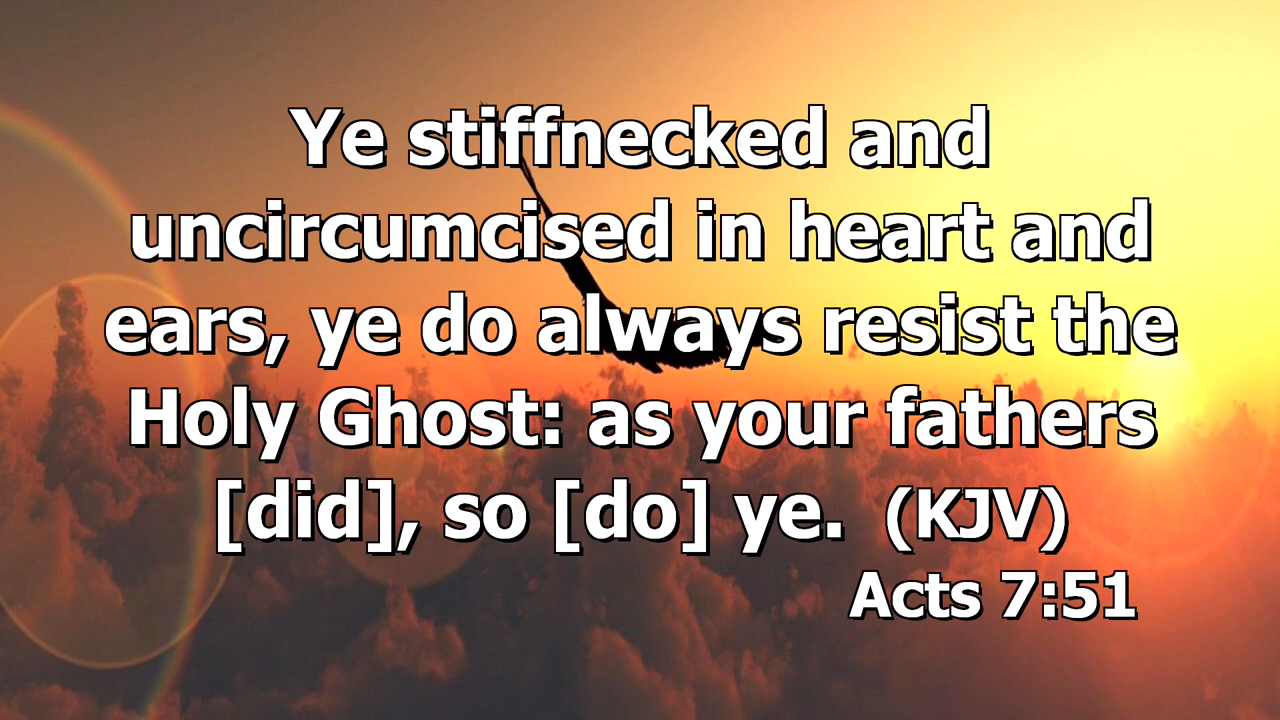 Ye stiffnecked and
uncircumcised in heart and
ears, ye do always resist the
Holy Ghost: as your fathers
[did], so [do] ye. (KJV)
Acts 7:51